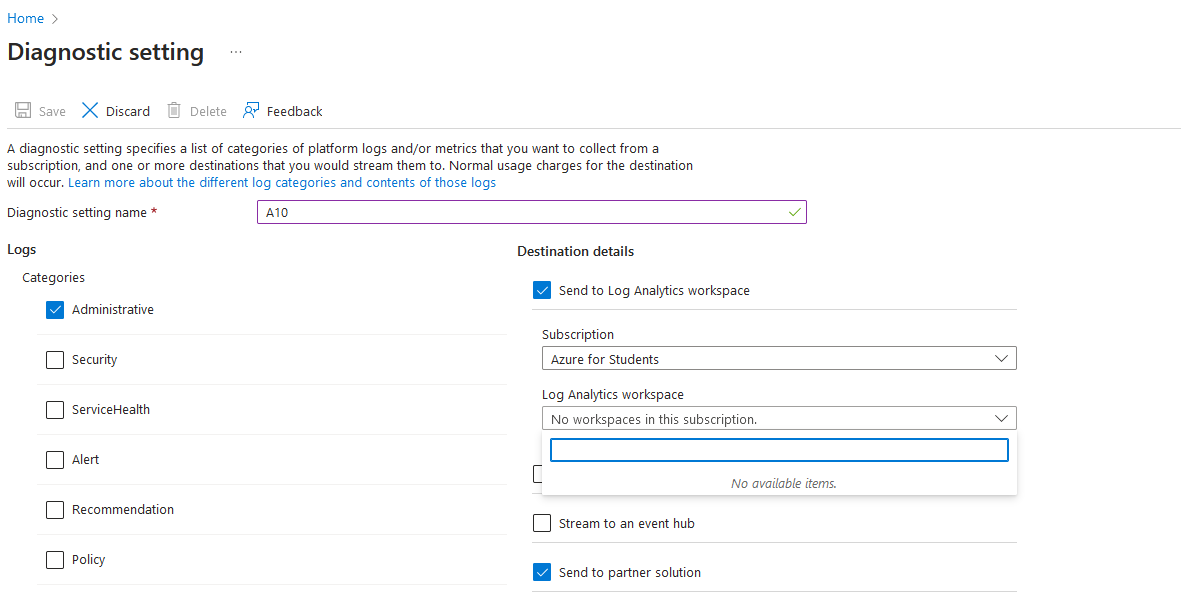 Home
Diagnostic setting ...
Save Discard Delete Feedback
A diagnostic setting specifies a list of categories of platform logs and/or metrics that you want to collect from a
subscription, and one or more destinations that you would stream them to. Normal usage charges for the destination
will occur. Learn more about the different log categories and contents of those logs
Diagnostic setting name *
A10
Logs
Categories
Administrative
Security
ServiceHealth
Alert
Recommendation
Policy
Destination details
Send to Log Analytics workspace
Subscription
Azure for Students
Log Analytics workspace
No workspaces in this subscription.
No available items.
Stream to an event hub
Send to partner solution